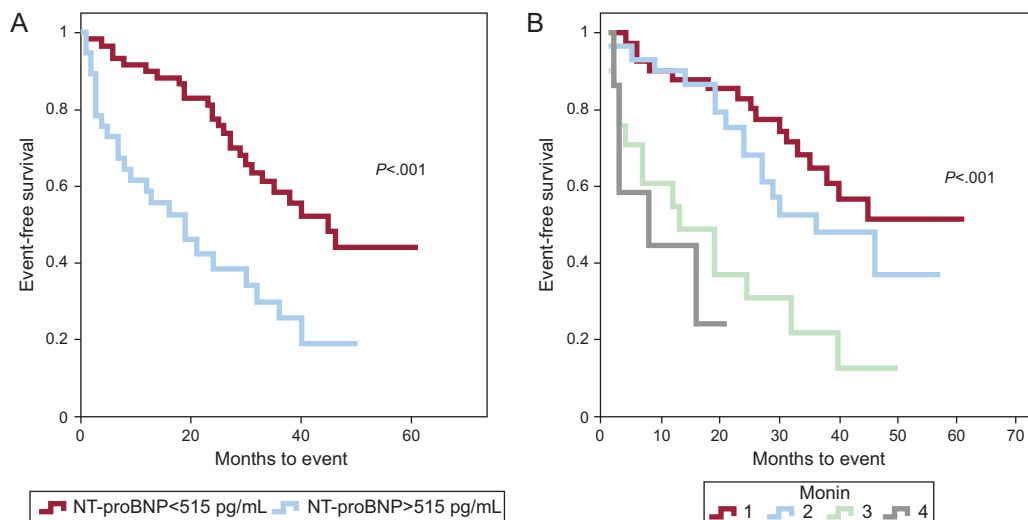 A
Event-free survival
1
0.8
0.6
0.4
0.2
0
P<.001
0 20 40 60
Months to event
NT-proBNP<515 pg/mL NT-proBNP>515 pg/mL
B
Event-free survival
1
0.8
0.6
0.4
0.2
0
P<.001
0 10 20 30 40 50 60 70
Months to event
Monin
1 2 3 4